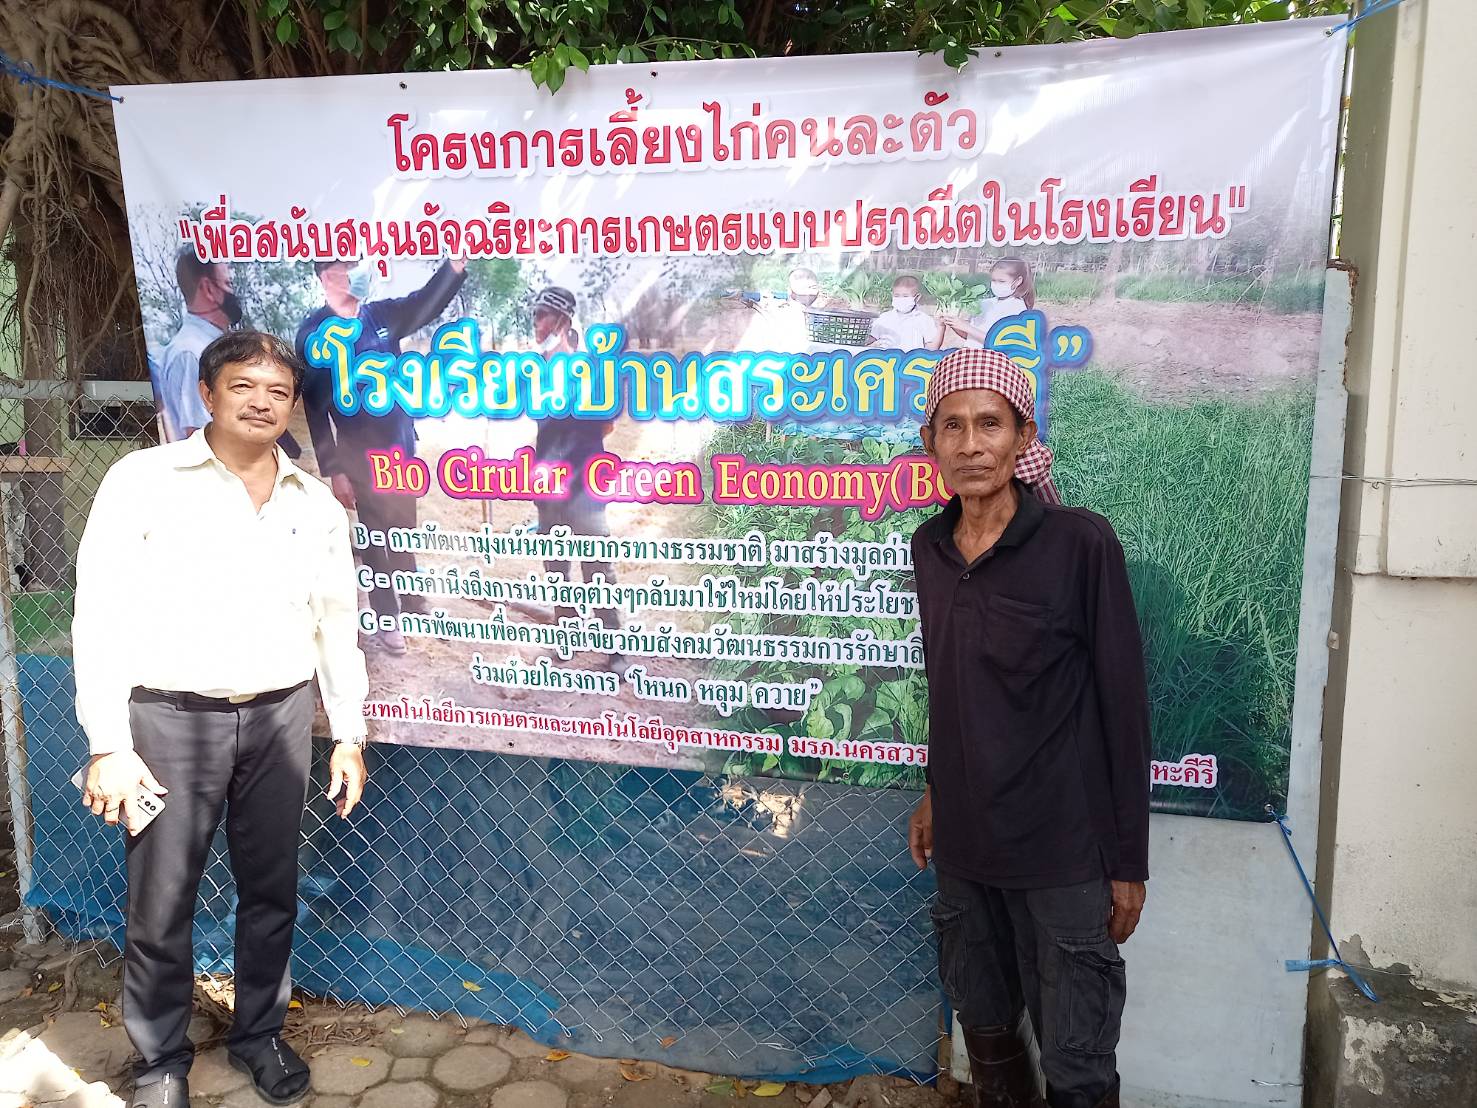 โครงการเลี้ยงไก่คนละตัว
"เพื่อสนับสนุนอัจฉริยะการเกษตรแบบปราณีตในโรงเรียน"
“โรงเรียนบ้านสระเศรษฐี”
Bio Cirular Green Economy(BC
B = การพัฒนามุ่งเน้นทรัพยากรทางธรรมชาติ มาสร้างมูลค่า
C = การคำนึงถึงการนำวัสดุต่างๆกลับมาใช้ใหม่โดยให้ประโยช
G = การพัฒนาเพื่อควบคู่สีเขียวกับสังคมวัฒนธรรมการรักษาสิ
ร่วมด้วยโครงการ “โหนก หลุม ควาย”
ะเทคโนโลยีการเกษตรและเทคโนโลยีอุตสาหกรรม มรภ.นครสวร หะคีรี